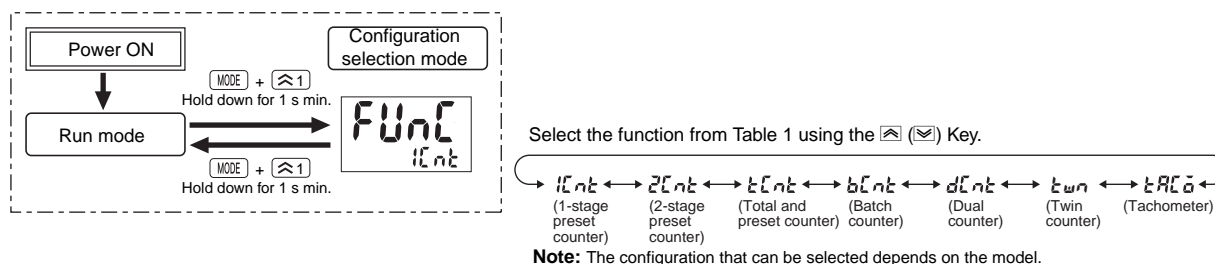 Power ON
Configuration
selection mode
MODE + 1
Hold down for 1 s min.
Run mode
FUnC
1Cnt
MODE + 1
Hold down for 1 s min.
Select the function from Table 1 using the Key.
1Cnt 2Cnt tCnt bCnt dCnt twn tACo
(1-stage preset counter) (2-stage preset counter) (Total and preset counter) (Batch counter) (Dual counter) (Twin counter) (Tachometer)
Note: The configuration that can be selected depends on the model.